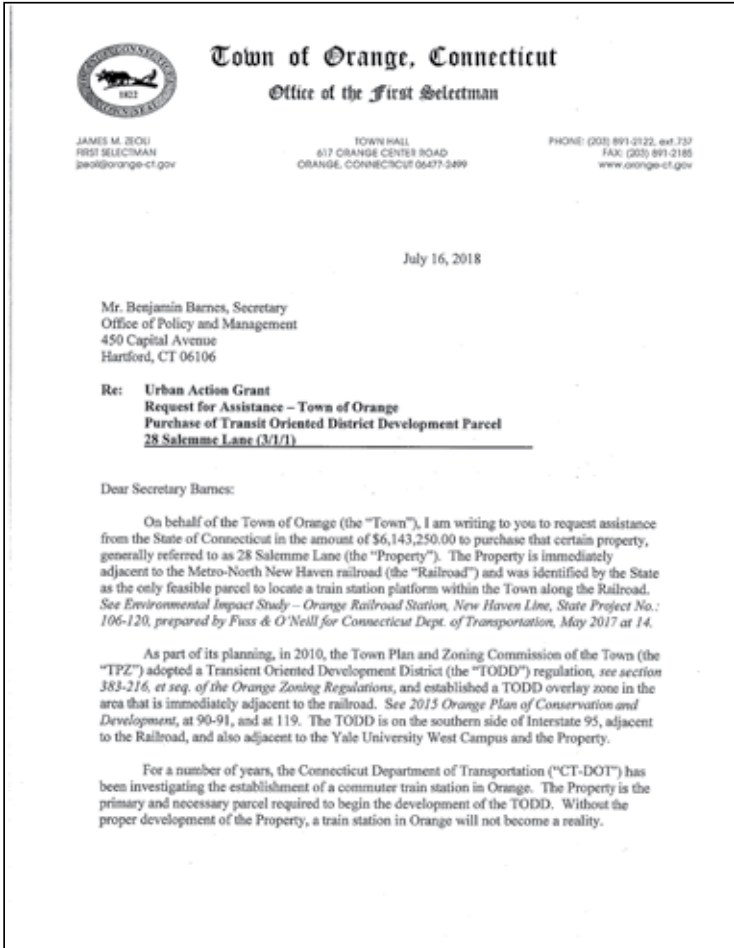 Town of Orange, Connecticut
Office of the First Selectman
1822
JAMES M. ZEOLI
FIRST SELECTMAN
jzeoli@orange-ct.gov
TOWN HALL
617 ORANGE CENTER ROAD
ORANGE, CONNECTICUT 06477-2499
PHONE: (203) 891-2122, ext.737
FAX: (203) 891-2185
www.orange-ct.gov
July 16, 2018
Mr. Benjamin Barnes, Secretary
Office of Policy and Management
450 Capital Avenue
Hartford, CT 06106
Re: Urban Action Grant
Request for Assistance – Town of Orange
Purchase of Transit Oriented District Development Parcel
28 Salemme Lane (3/1/1)
Dear Secretary Barnes:
On behalf of the Town of Orange (the “Town”), I am writing to you to request assistance
from the State of Connecticut in the amount of $6,143,250.00 to purchase that certain property,
generally referred to as 28 Salemme Lane (the “Property”). The Property is immediately
adjacent to the Metro-North New Haven railroad (the “Railroad”) and was identified by the State
as the only feasible parcel to locate a train station platform within the Town along the Railroad.
See Environmental Impact Study – Orange Railroad Station, New Haven Line, State Project No.:
106-120, prepared by Fuss & O’Neill for Connecticut Dept. of Transportation, May 2017 at 14.
As part of its planning, in 2010, the Town Plan and Zoning Commission of the Town (the
“TPZ”) adopted a Transient Oriented Development District (the “TODD”) regulation, see section
383-216, et seq. of the Orange Zoning Regulations, and established a TODD overlay zone in the
area that is immediately adjacent to the railroad. See 2015 Orange Plan of Conservation and
Development, at 90-91, and at 119. The TODD is on the southern side of Interstate 95, adjacent
to the Railroad, and also adjacent to the Yale University West Campus and the Property.
For a number of years, the Connecticut Department of Transportation (“CT-DOT”) has
been investigating the establishment of a commuter train station in Orange. The Property is the
primary and necessary parcel required to begin the development of the TODD. Without the
proper development of the Property, a train station in Orange will not become a reality.